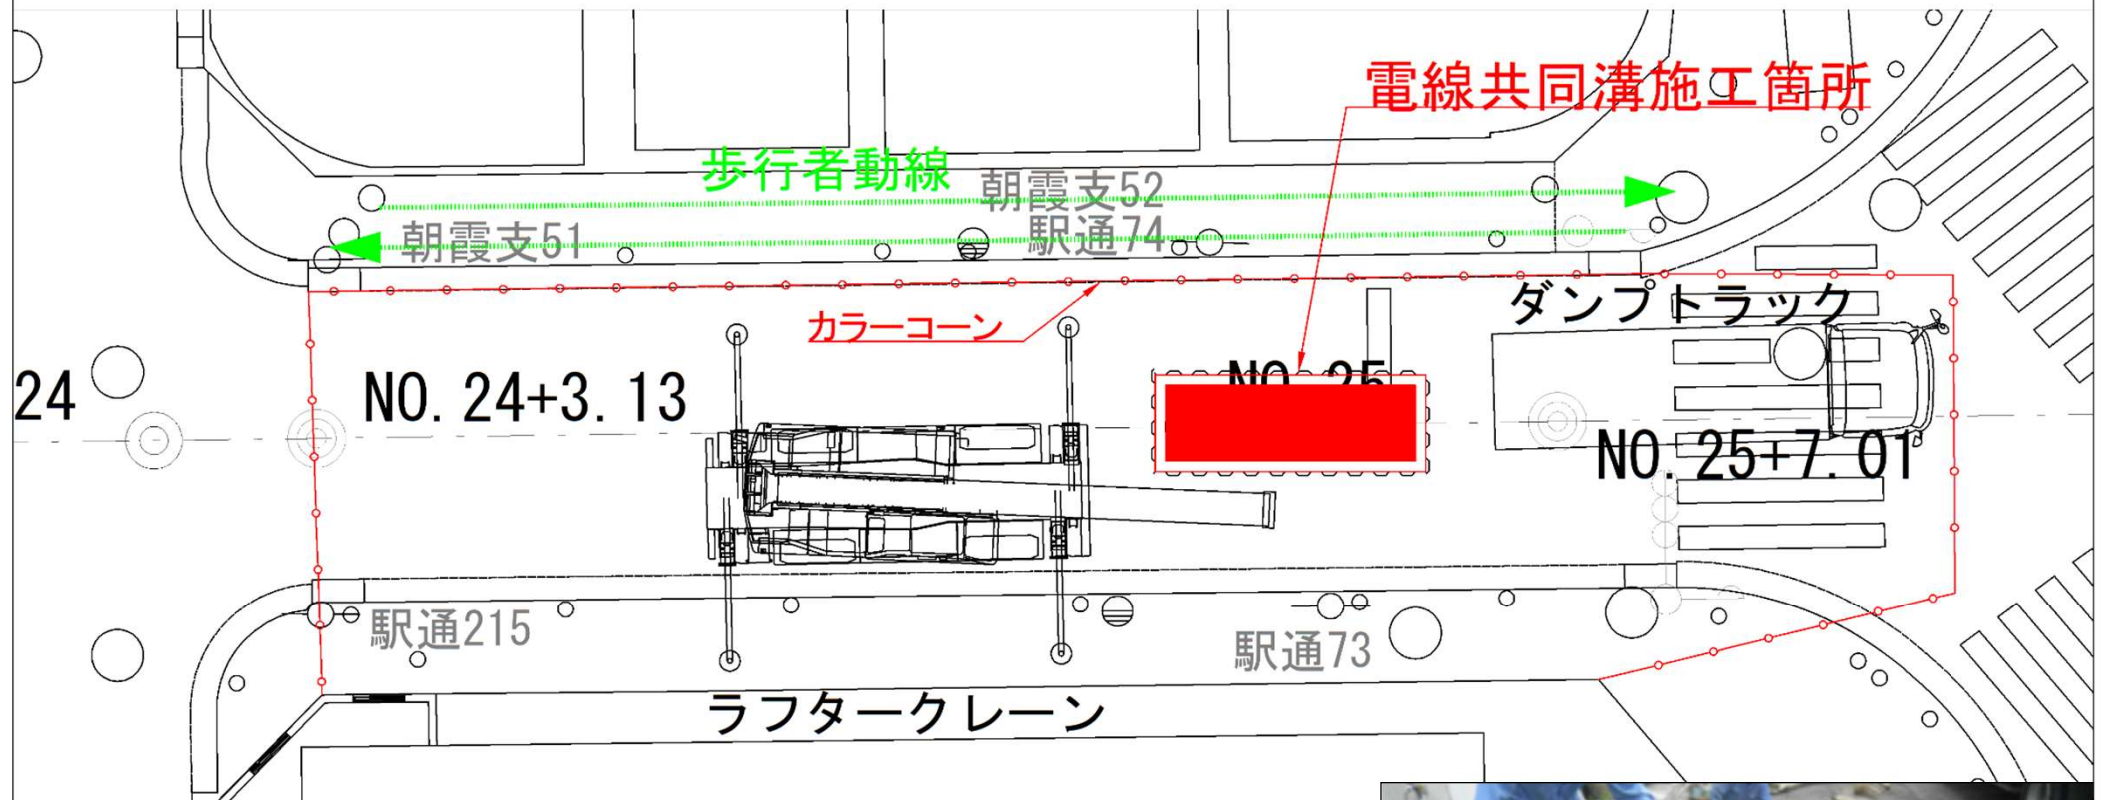 電線共同溝施工箇所
歩行者動線
朝霞支52
朝霞支51
駅通74
ダンプトラック
カラーコーン
24
NO. 24+3. 13
NO. 25
NO. 25+7. 01
駅通215
駅通73
ラフタークレーン